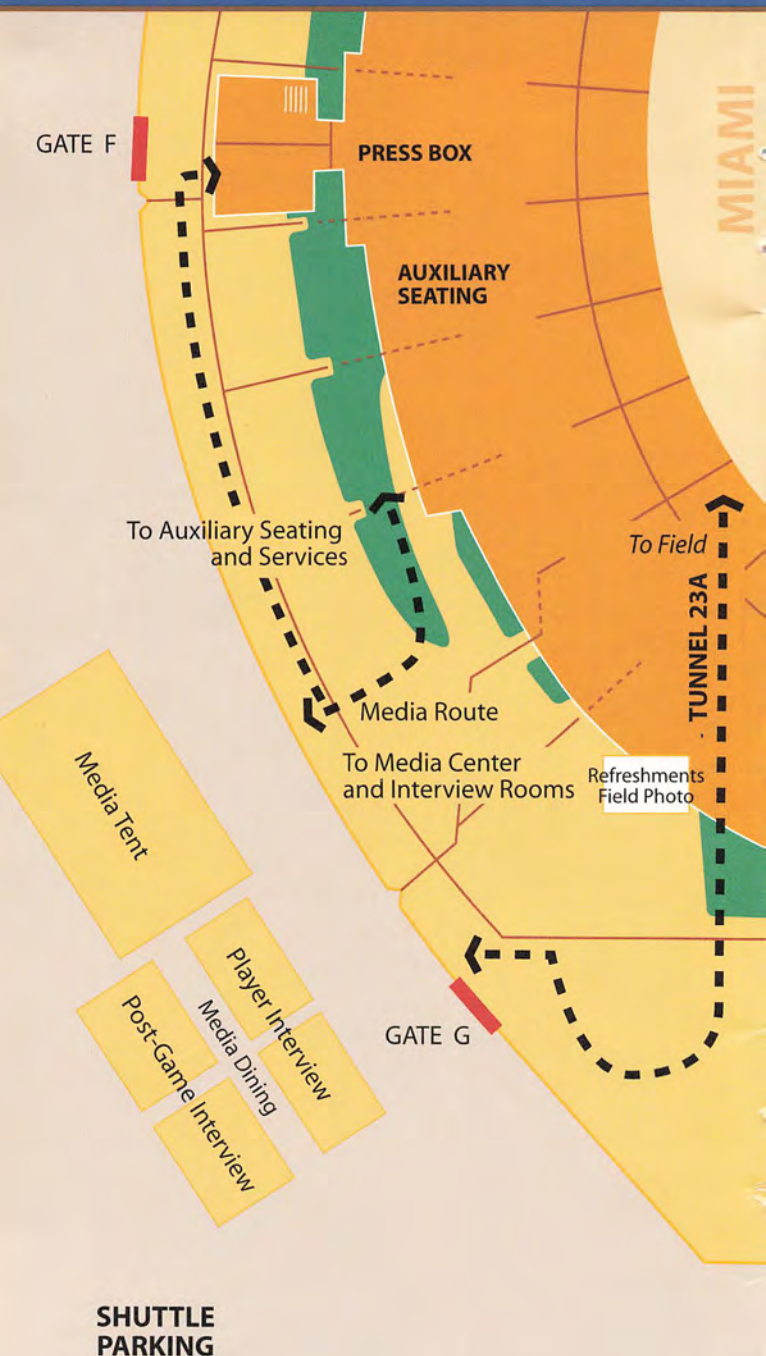 GATE F
PRESS BOX
MIAMI
AUXILIARY
SEATING
To Auxiliary Seating
and Services
To Field
TUNNEL 23A
Media Route
To Media Center
and Interview Rooms
Refreshments
Field Photo
Media Tent
Player Interview
Media Dining
Post-Game Interview
GATE G
SHUTTLE
PARKING